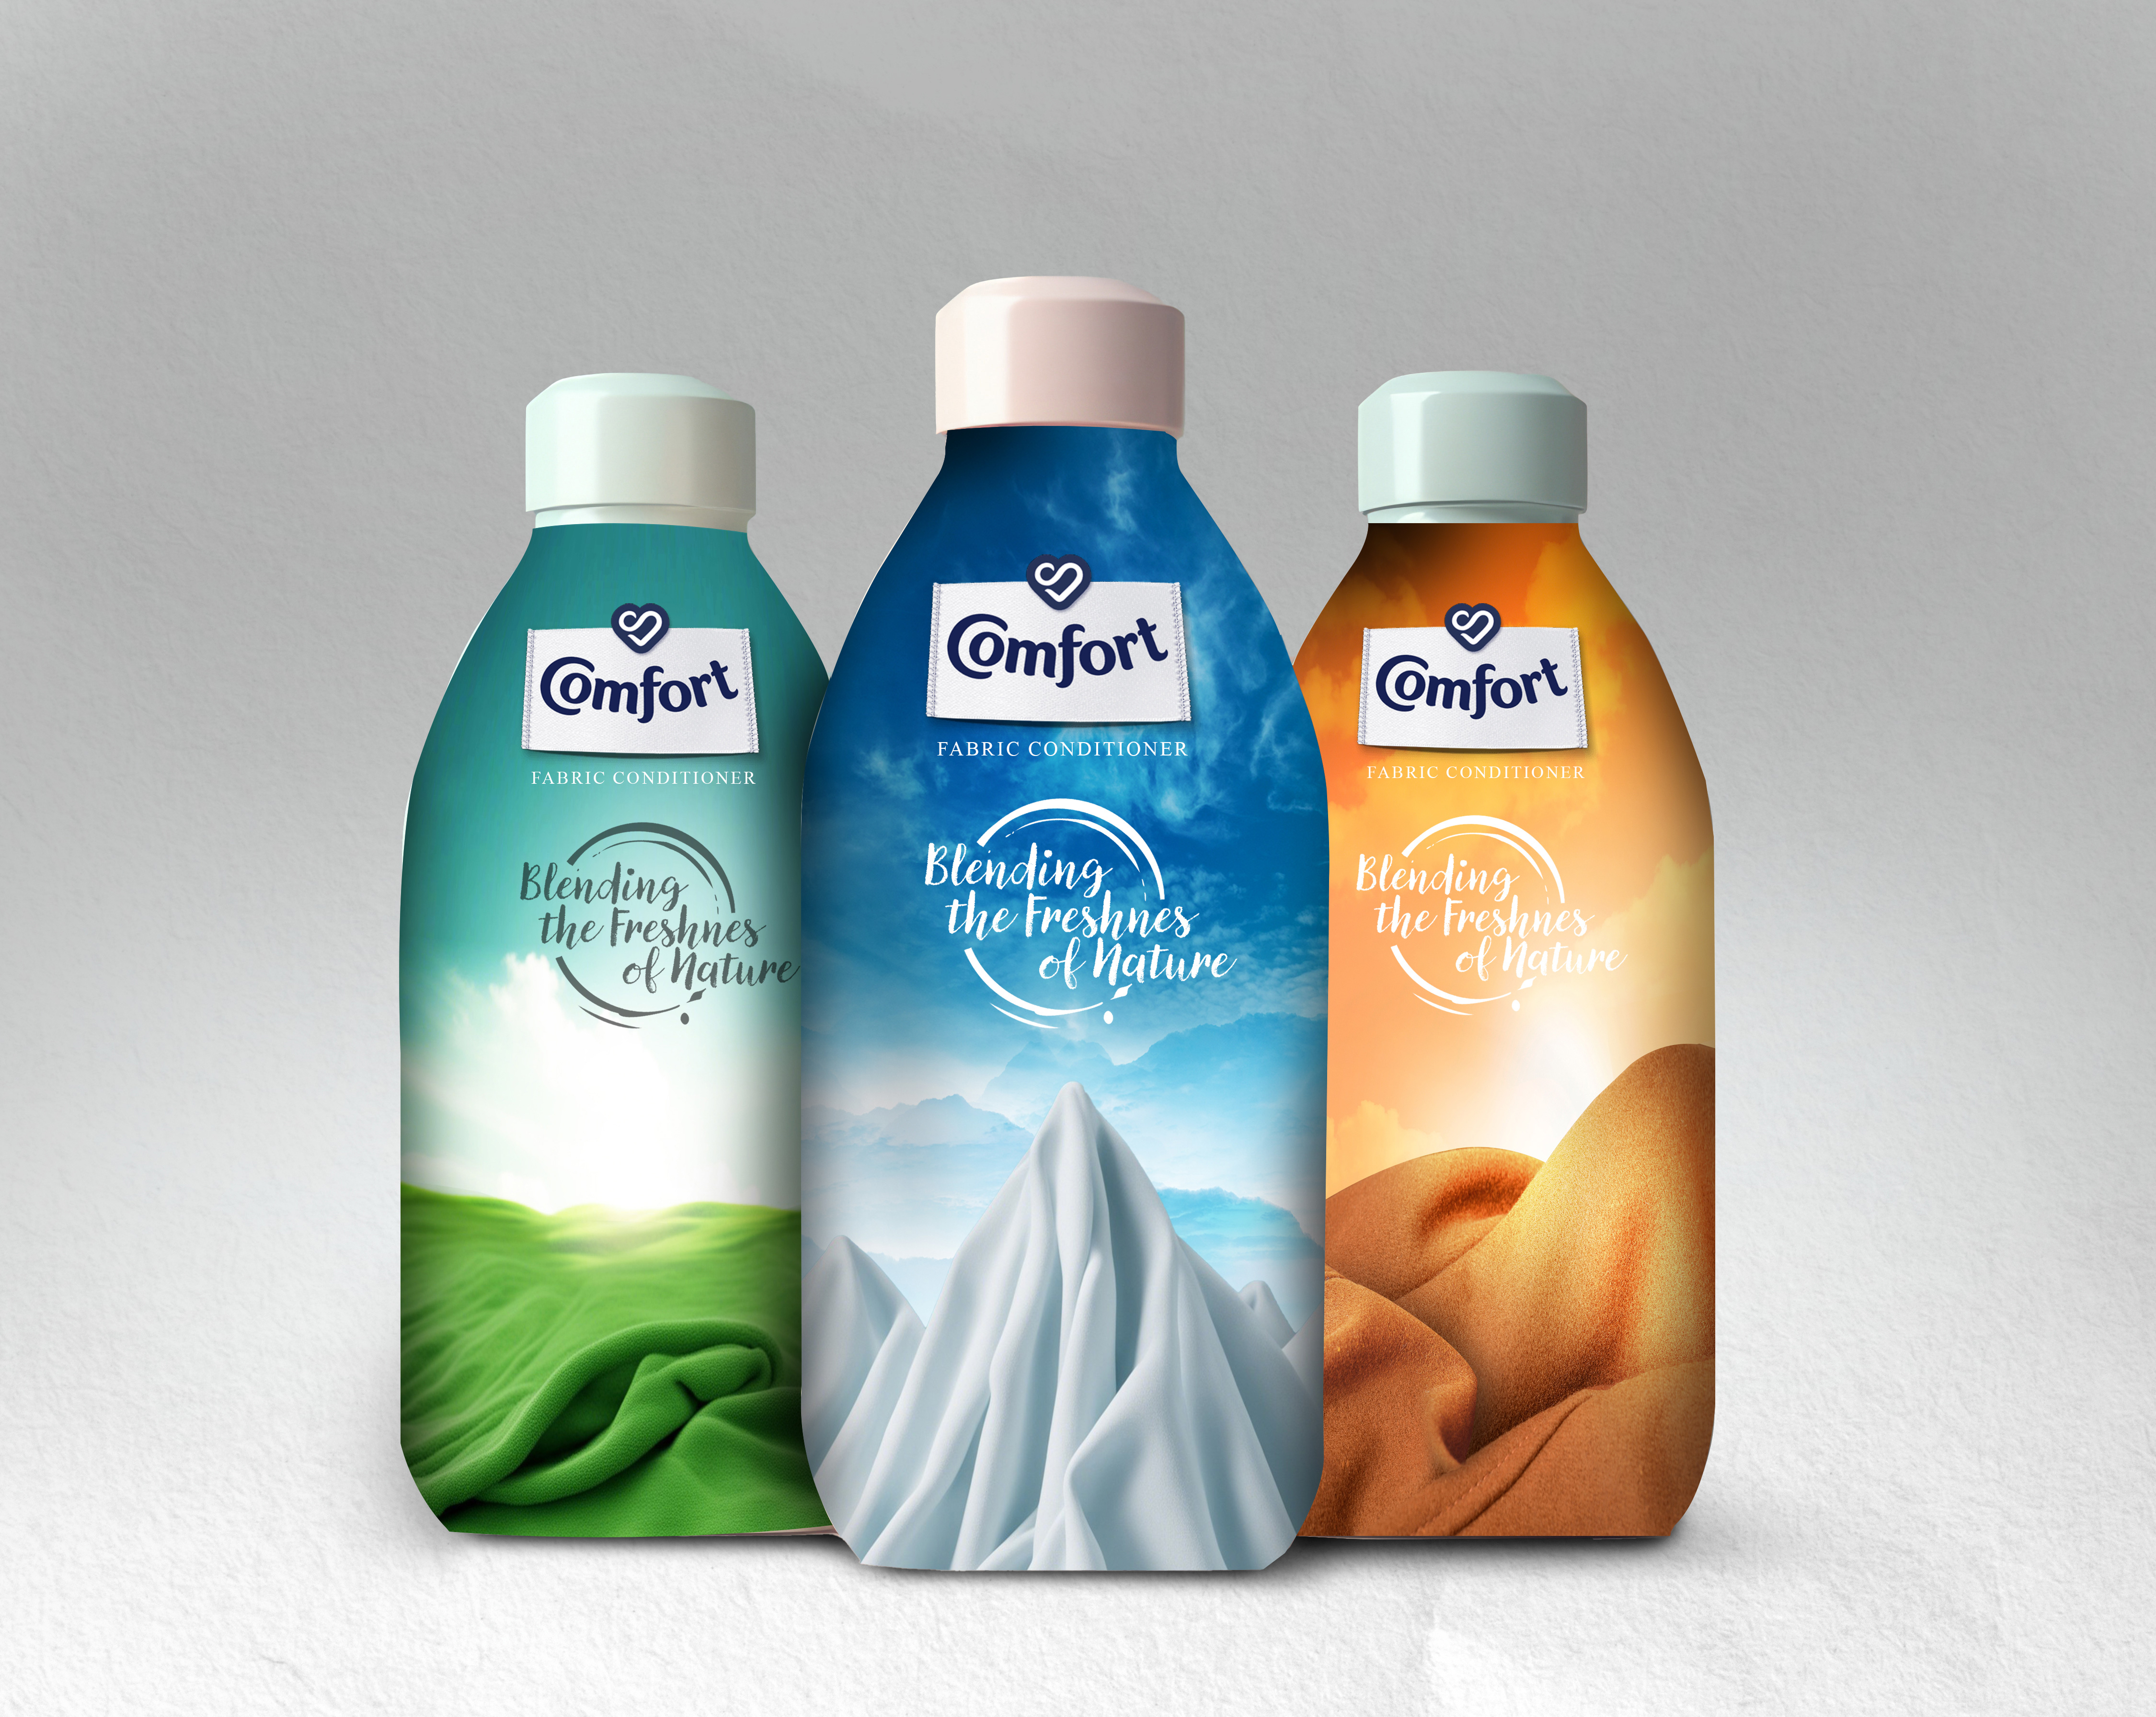 Comfort
FABRIC CONDITIONER
Blending
the Freshnes
of Nature
Comfort
FABRIC CONDITIONER
Blending
the Freshnes
of Nature
Comfort
FABRIC CONDITIONER
Blending
the Freshnes
of Nature